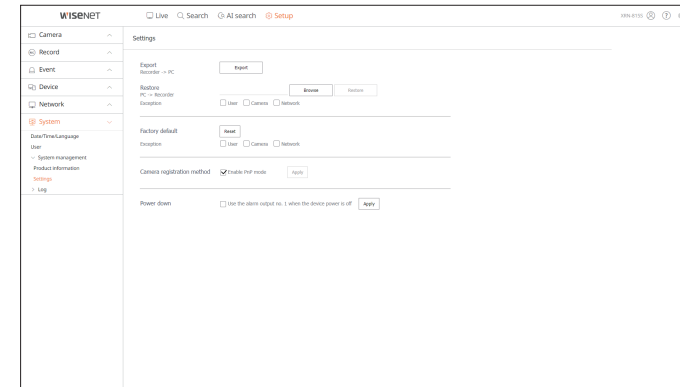 WISENET
Live Search AI search Setup
XRN-8155
Camera
Record
Event
Device
Network
System
Date/Time/Language
User
System management
Product information
Settings
Log
Settings
Export
Recorder -> PC
Export
Restore
PC -> Recorder
Browse Restore
Exception User Camera Network
Factory default Reset
Exception User Camera Network
Camera registration method Enable PnP mode Apply
Power down Use the alarm output no. 1 when the device power is off Apply